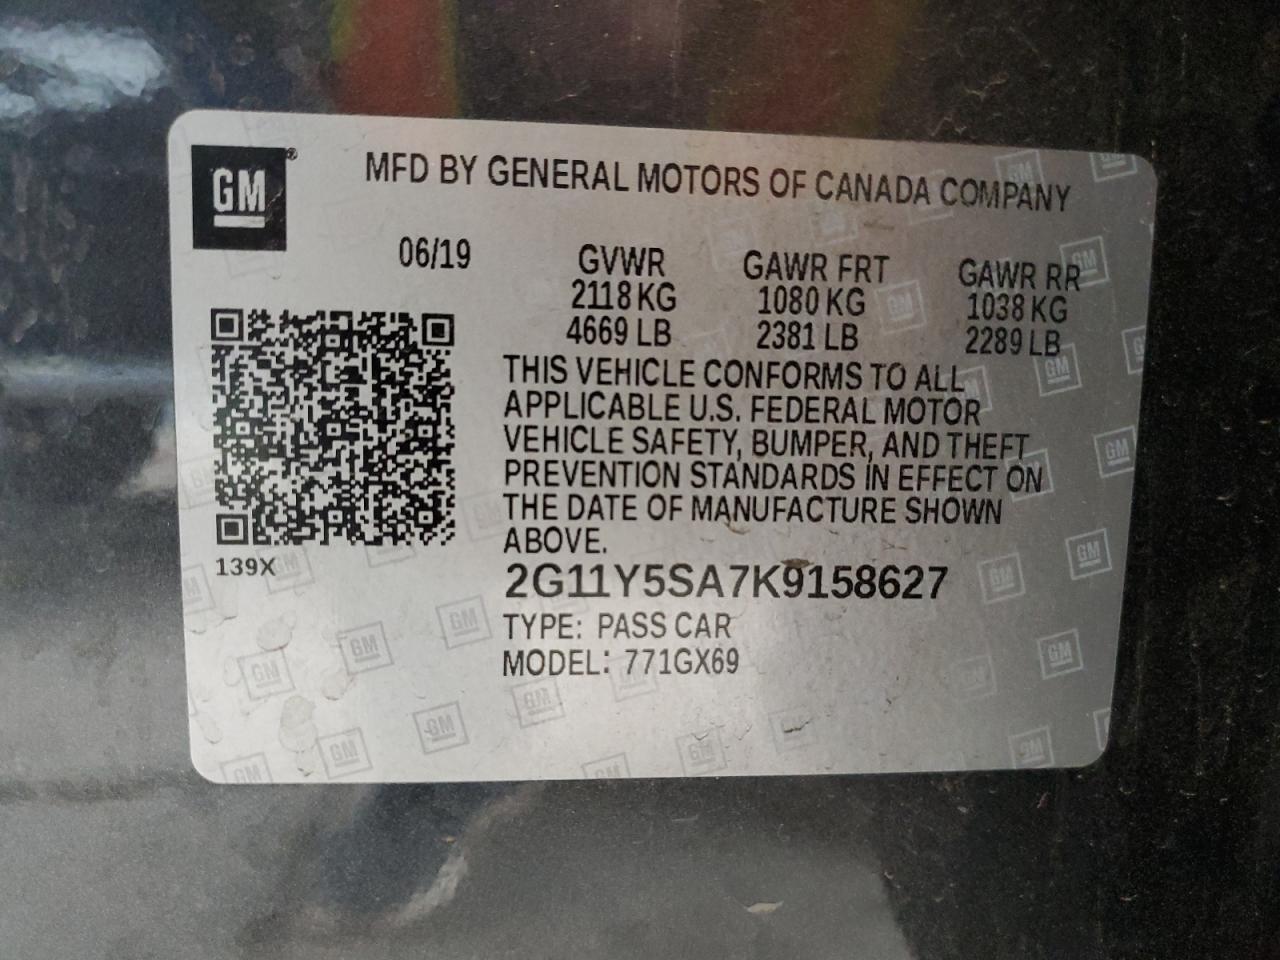 GM®
MFD BY GENERAL MOTORS OF CANADA COMPANY
06/19
GVWR GAWR FRT GAWR RR
2118 KG 1080 KG 1038 KG
4669 LB 2381 LB 2289 LB
THIS VEHICLE CONFORMS TO ALL
APPLICABLE U.S. FEDERAL MOTOR
VEHICLE SAFETY, BUMPER, AND THEFT
PREVENTION STANDARDS IN EFFECT ON
THE DATE OF MANUFACTURE SHOWN
ABOVE.
139X
2G11Y5SA7K9158627
TYPE: PASS CAR
MODEL: 771GX69